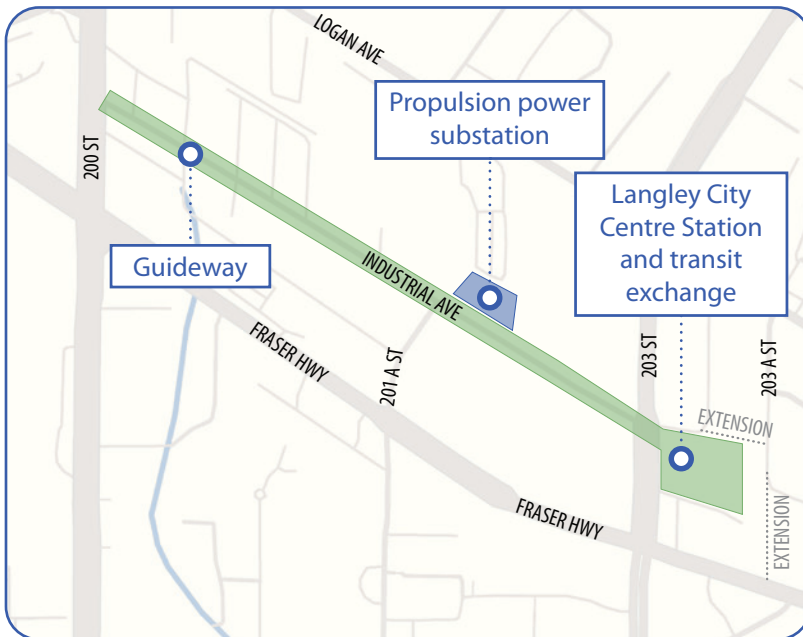 LOGAN AVE
Propulsion power
substation
200 ST
Langley City
Centre Station
and transit
exchange
Guideway
INDUSTRIAL AVE
FRASER HWY
201 A ST
203 ST
203 A ST
EXTENSION
FRASER HWY
EXTENSION